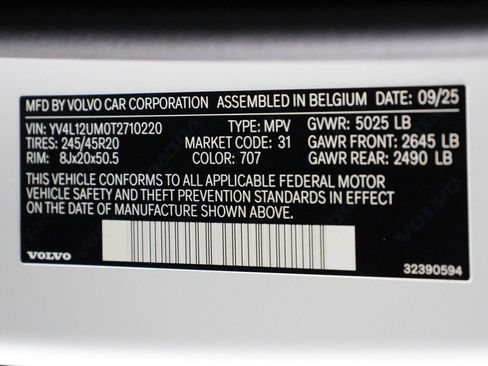 MFD BY VOLVO CAR CORPORATION ASSEMBLED IN BELGIUM DATE: 09/25
VIN: YV4L12UM0T2710220 TYPE: MPV GVWR: 5025 LB
TIRES: 245/45R20 MARKET CODE: 31 GAWR FRONT: 2645 LB
RIM: 8Jx20x50.5 COLOR: 707 GAWR REAR: 2490 LB
THIS VEHICLE CONFORMS TO ALL APPLICABLE FEDERAL MOTOR
VEHICLE SAFETY AND THEFT PREVENTION STANDARDS IN EFFECT
ON THE DATE OF MANUFACTURE SHOWN ABOVE.
VOLVO 32390594